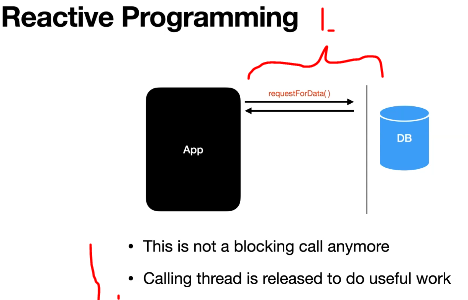 Reactive Programming
requestForData( )
App
DB
• This is not a blocking call anymore
• Calling thread is released to do useful work